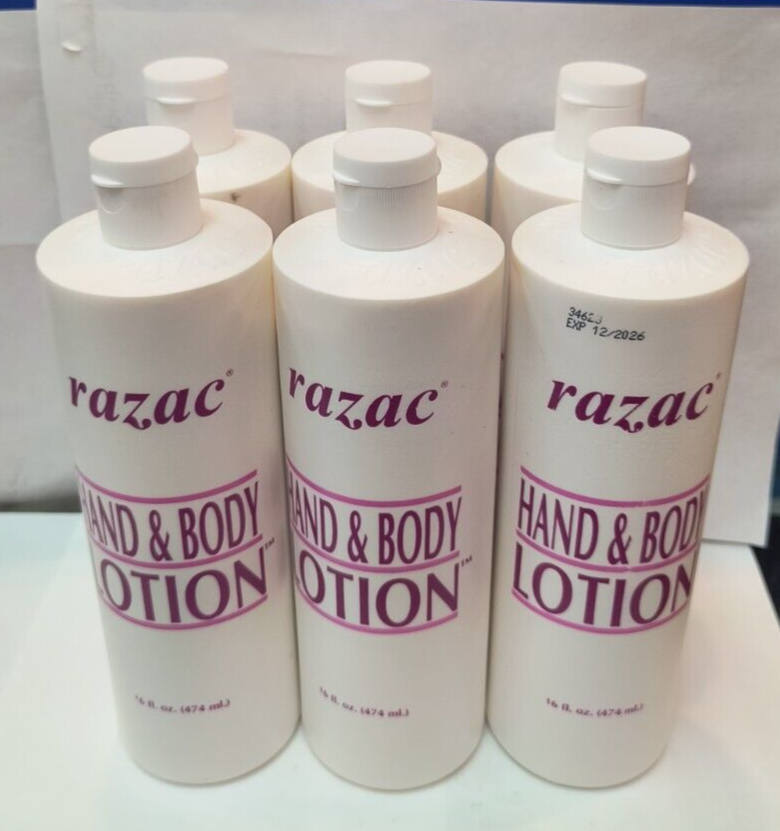 razac®
HAND & BODY
LOTION™
16 fl. oz. (474 ml.)
razac®
HAND & BODY
LOTION™
16 fl. oz. (474 ml.)
EXP 12/2026
razac®
HAND & BODY
LOTION
16 fl. oz. (474 ml.)